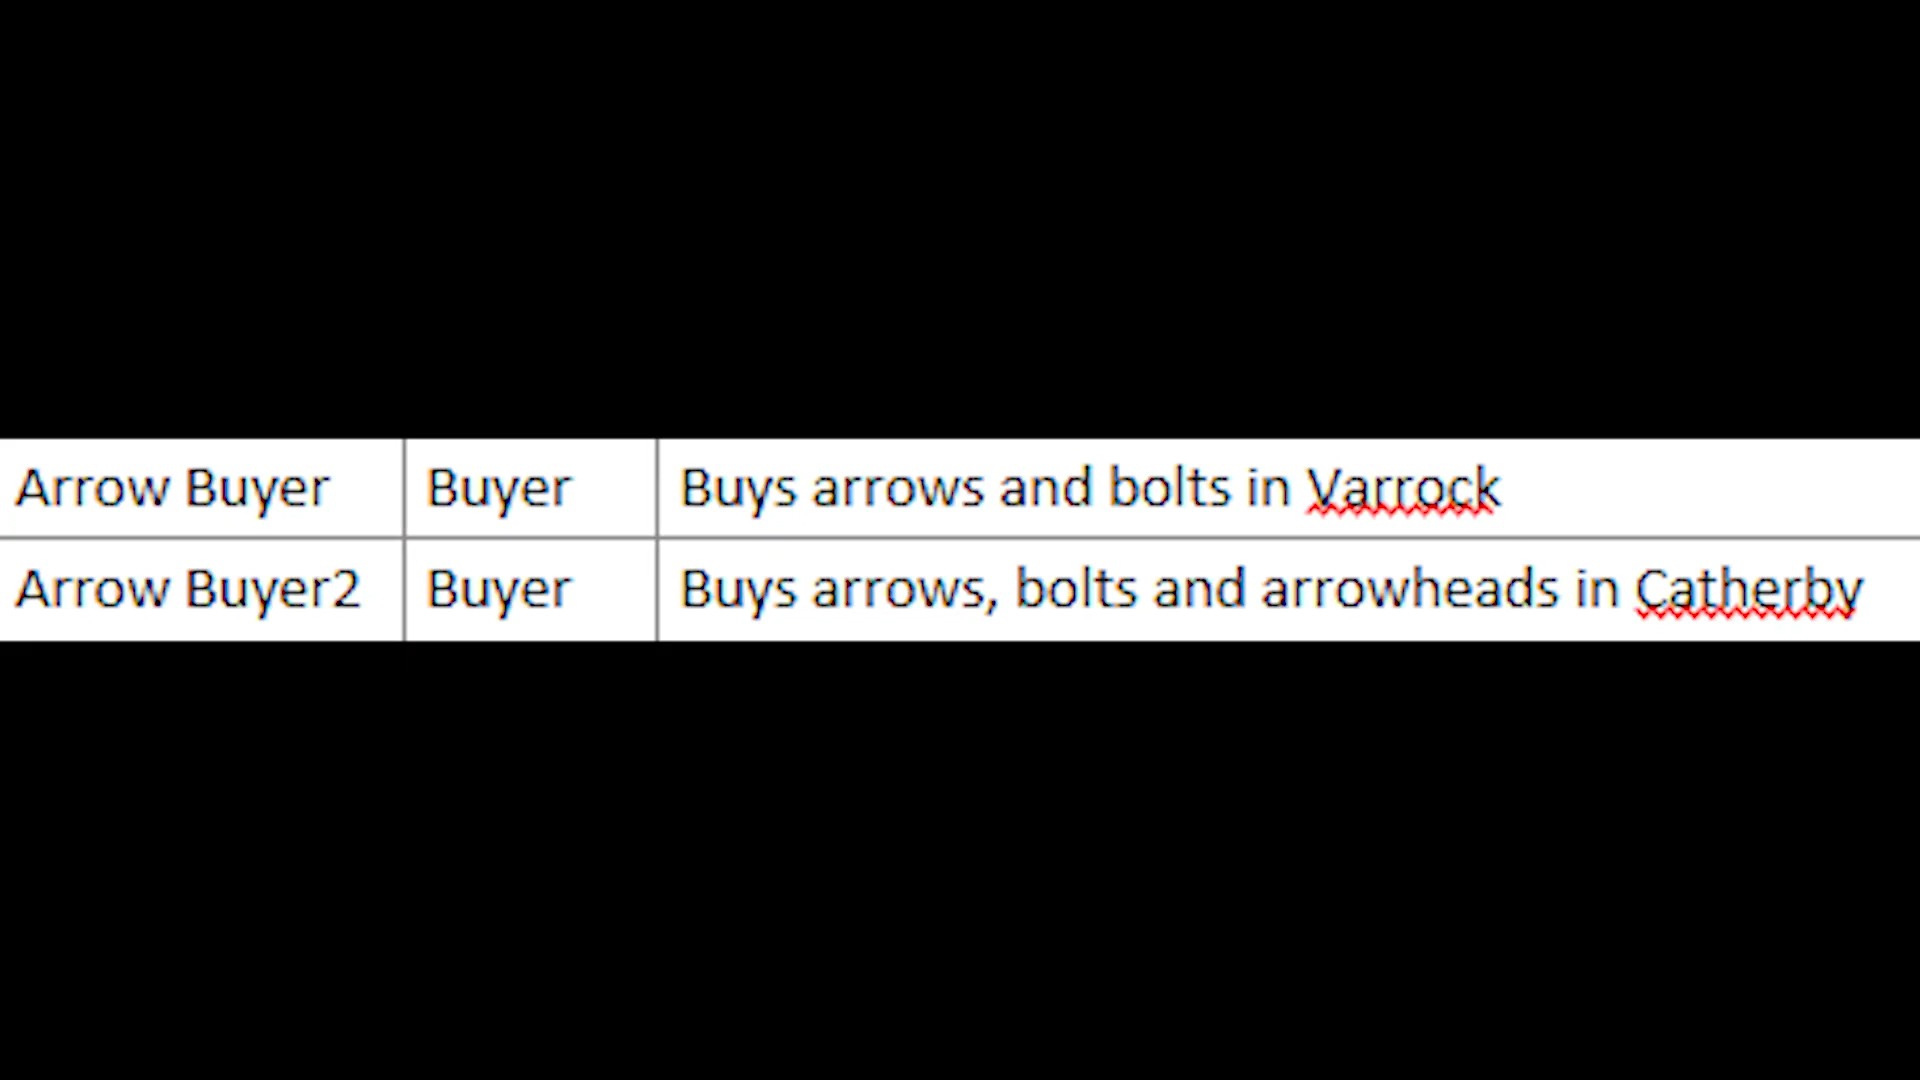 Arrow Buyer Buyer Buys arrows and bolts in Varrock
Arrow Buyer2 Buyer Buys arrows, bolts and arrowheads in Catherby